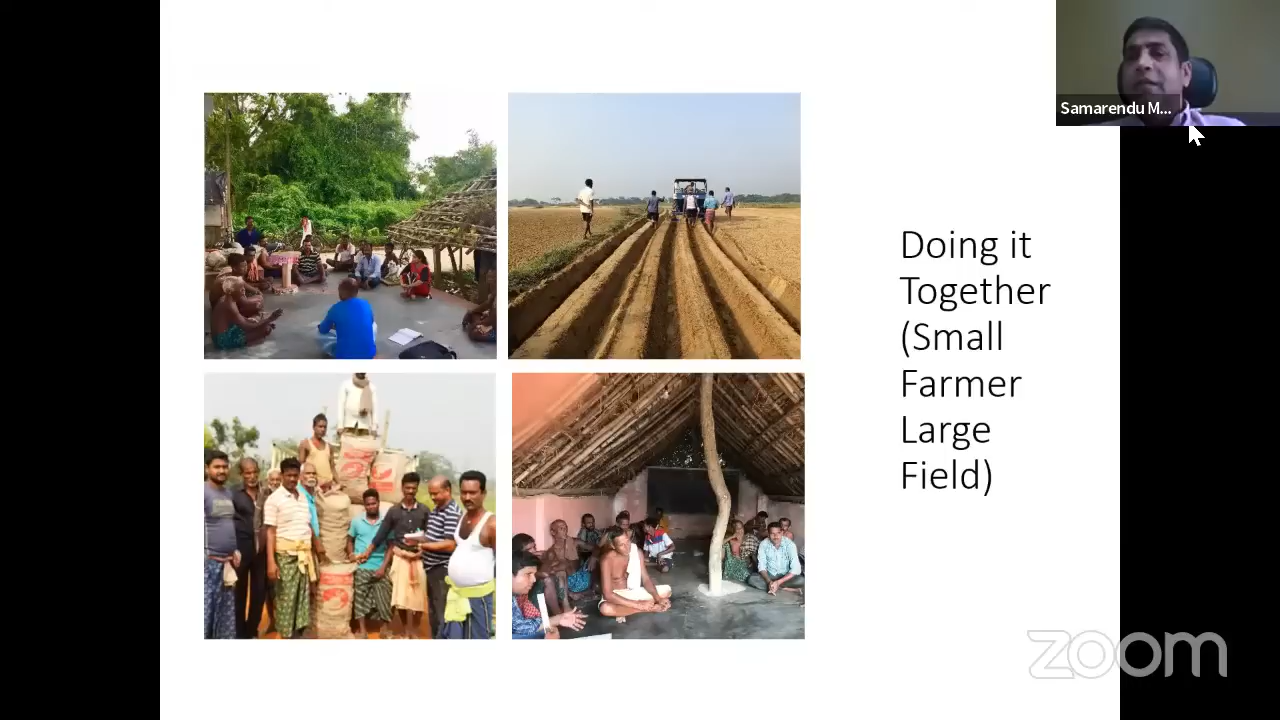 Samarendu M...
Doing it
Together
(Small
Farmer
Large
Field)
zoom